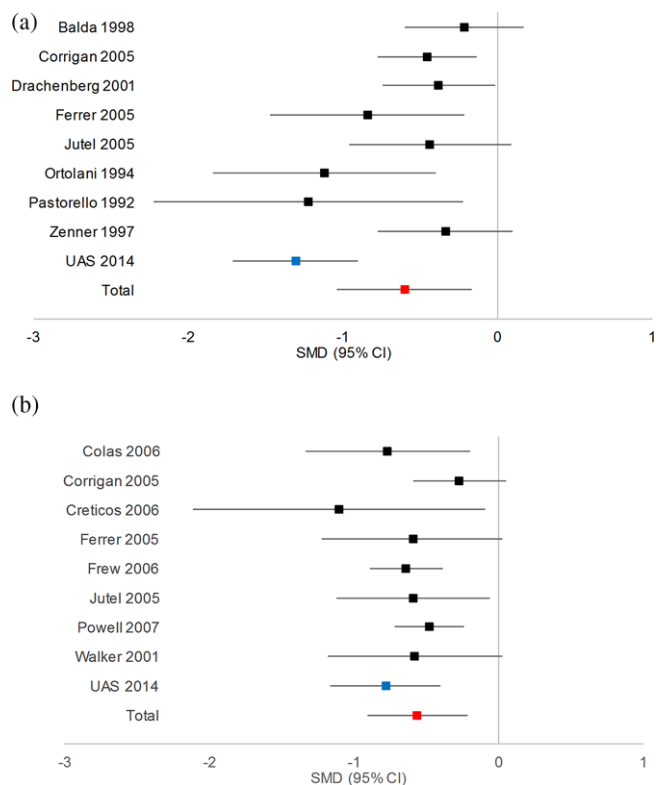 (a)
Balda 1998
Corrigan 2005
Drachenberg 2001
Ferrer 2005
Jutel 2005
Ortolani 1994
Pastorello 1992
Zenner 1997
UAS 2014
Total
-3 -2 -1 0 1
SMD (95% CI)
(b)
Colas 2006
Corrigan 2005
Creticos 2006
Ferrer 2005
Frew 2006
Jutel 2005
Powell 2007
Walker 2001
UAS 2014
Total
-3 -2 -1 0 1
SMD (95% CI)